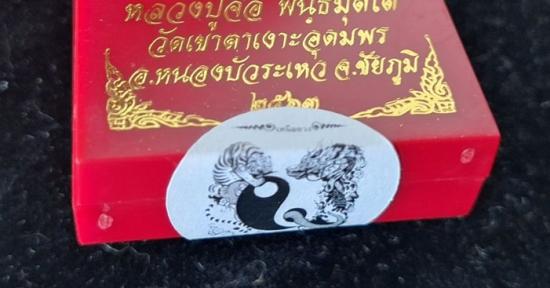 หลวงปู่จื่อ พันธมุตโต
วัดเขาตาเงาะอุดมพร
อ.หนองบัวระเหว จ.ชัยภูมิ
๒๕๖๓